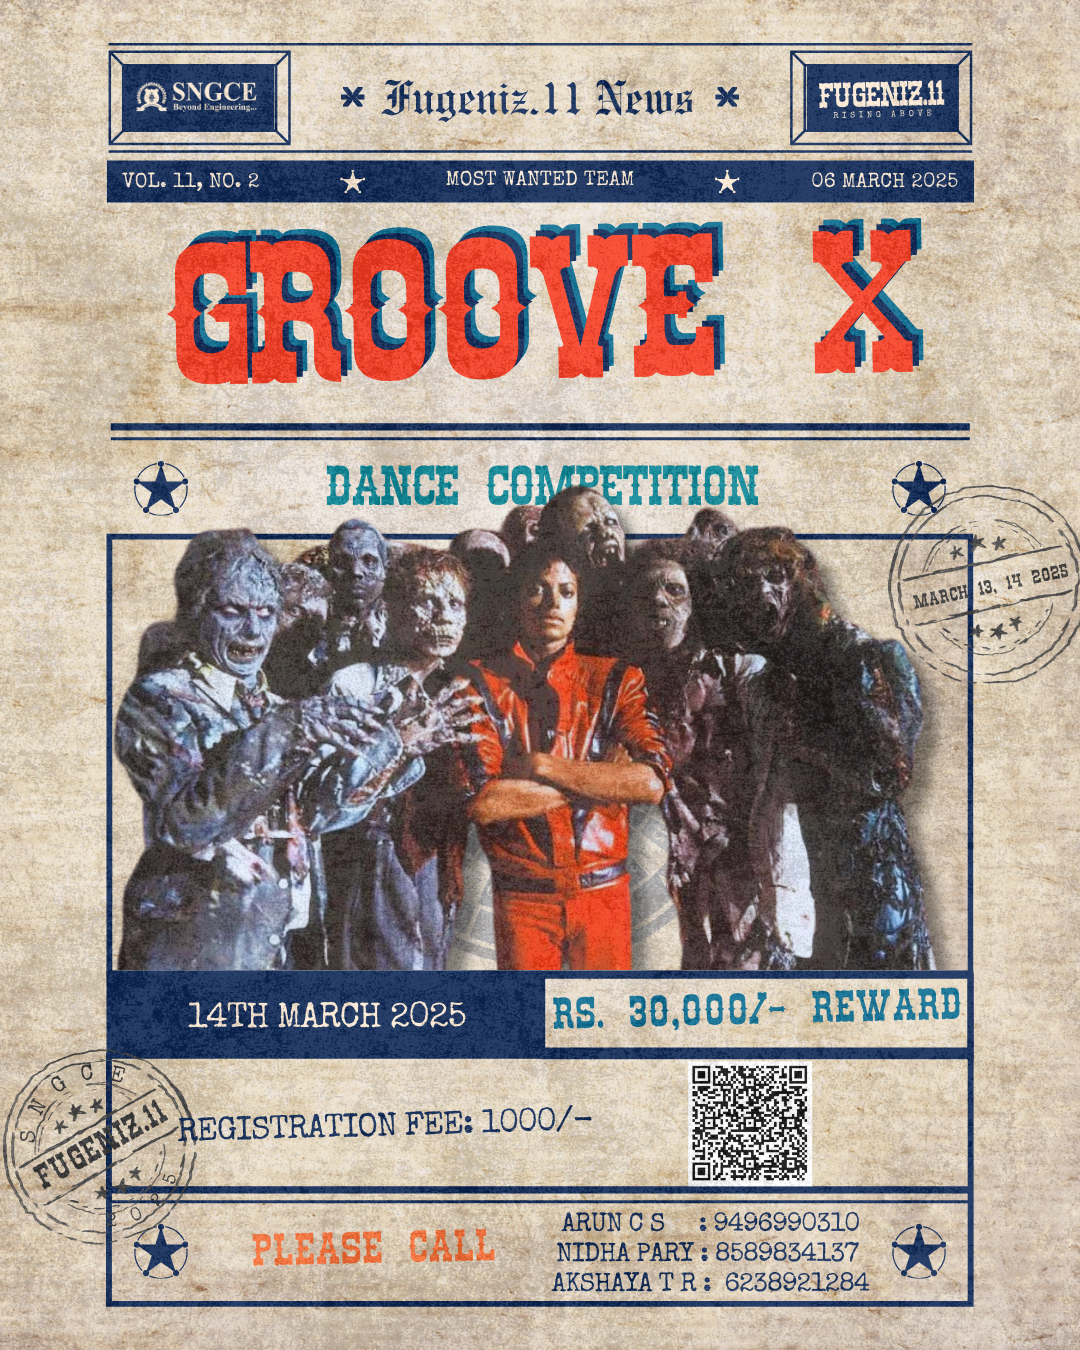 SNGCE
Beyond Engineering...
Fugeniz.11 News
FUGENIZ.11
RISING ABOVE
VOL. 11, NO. 2
MOST WANTED TEAM
06 MARCH 2025
GROOVE X
DANCE COMPETITION
MARCH 13, 14 2025
14TH MARCH 2025
RS. 30,000/- REWARD
SNGCE
FUGENIZ.11
2025
REGISTRATION FEE: 1000/-
PLEASE CALL
ARUN C S : 9496990310
NIDHA PARY : 8589834137
AKSHAYA T R : 6238921284